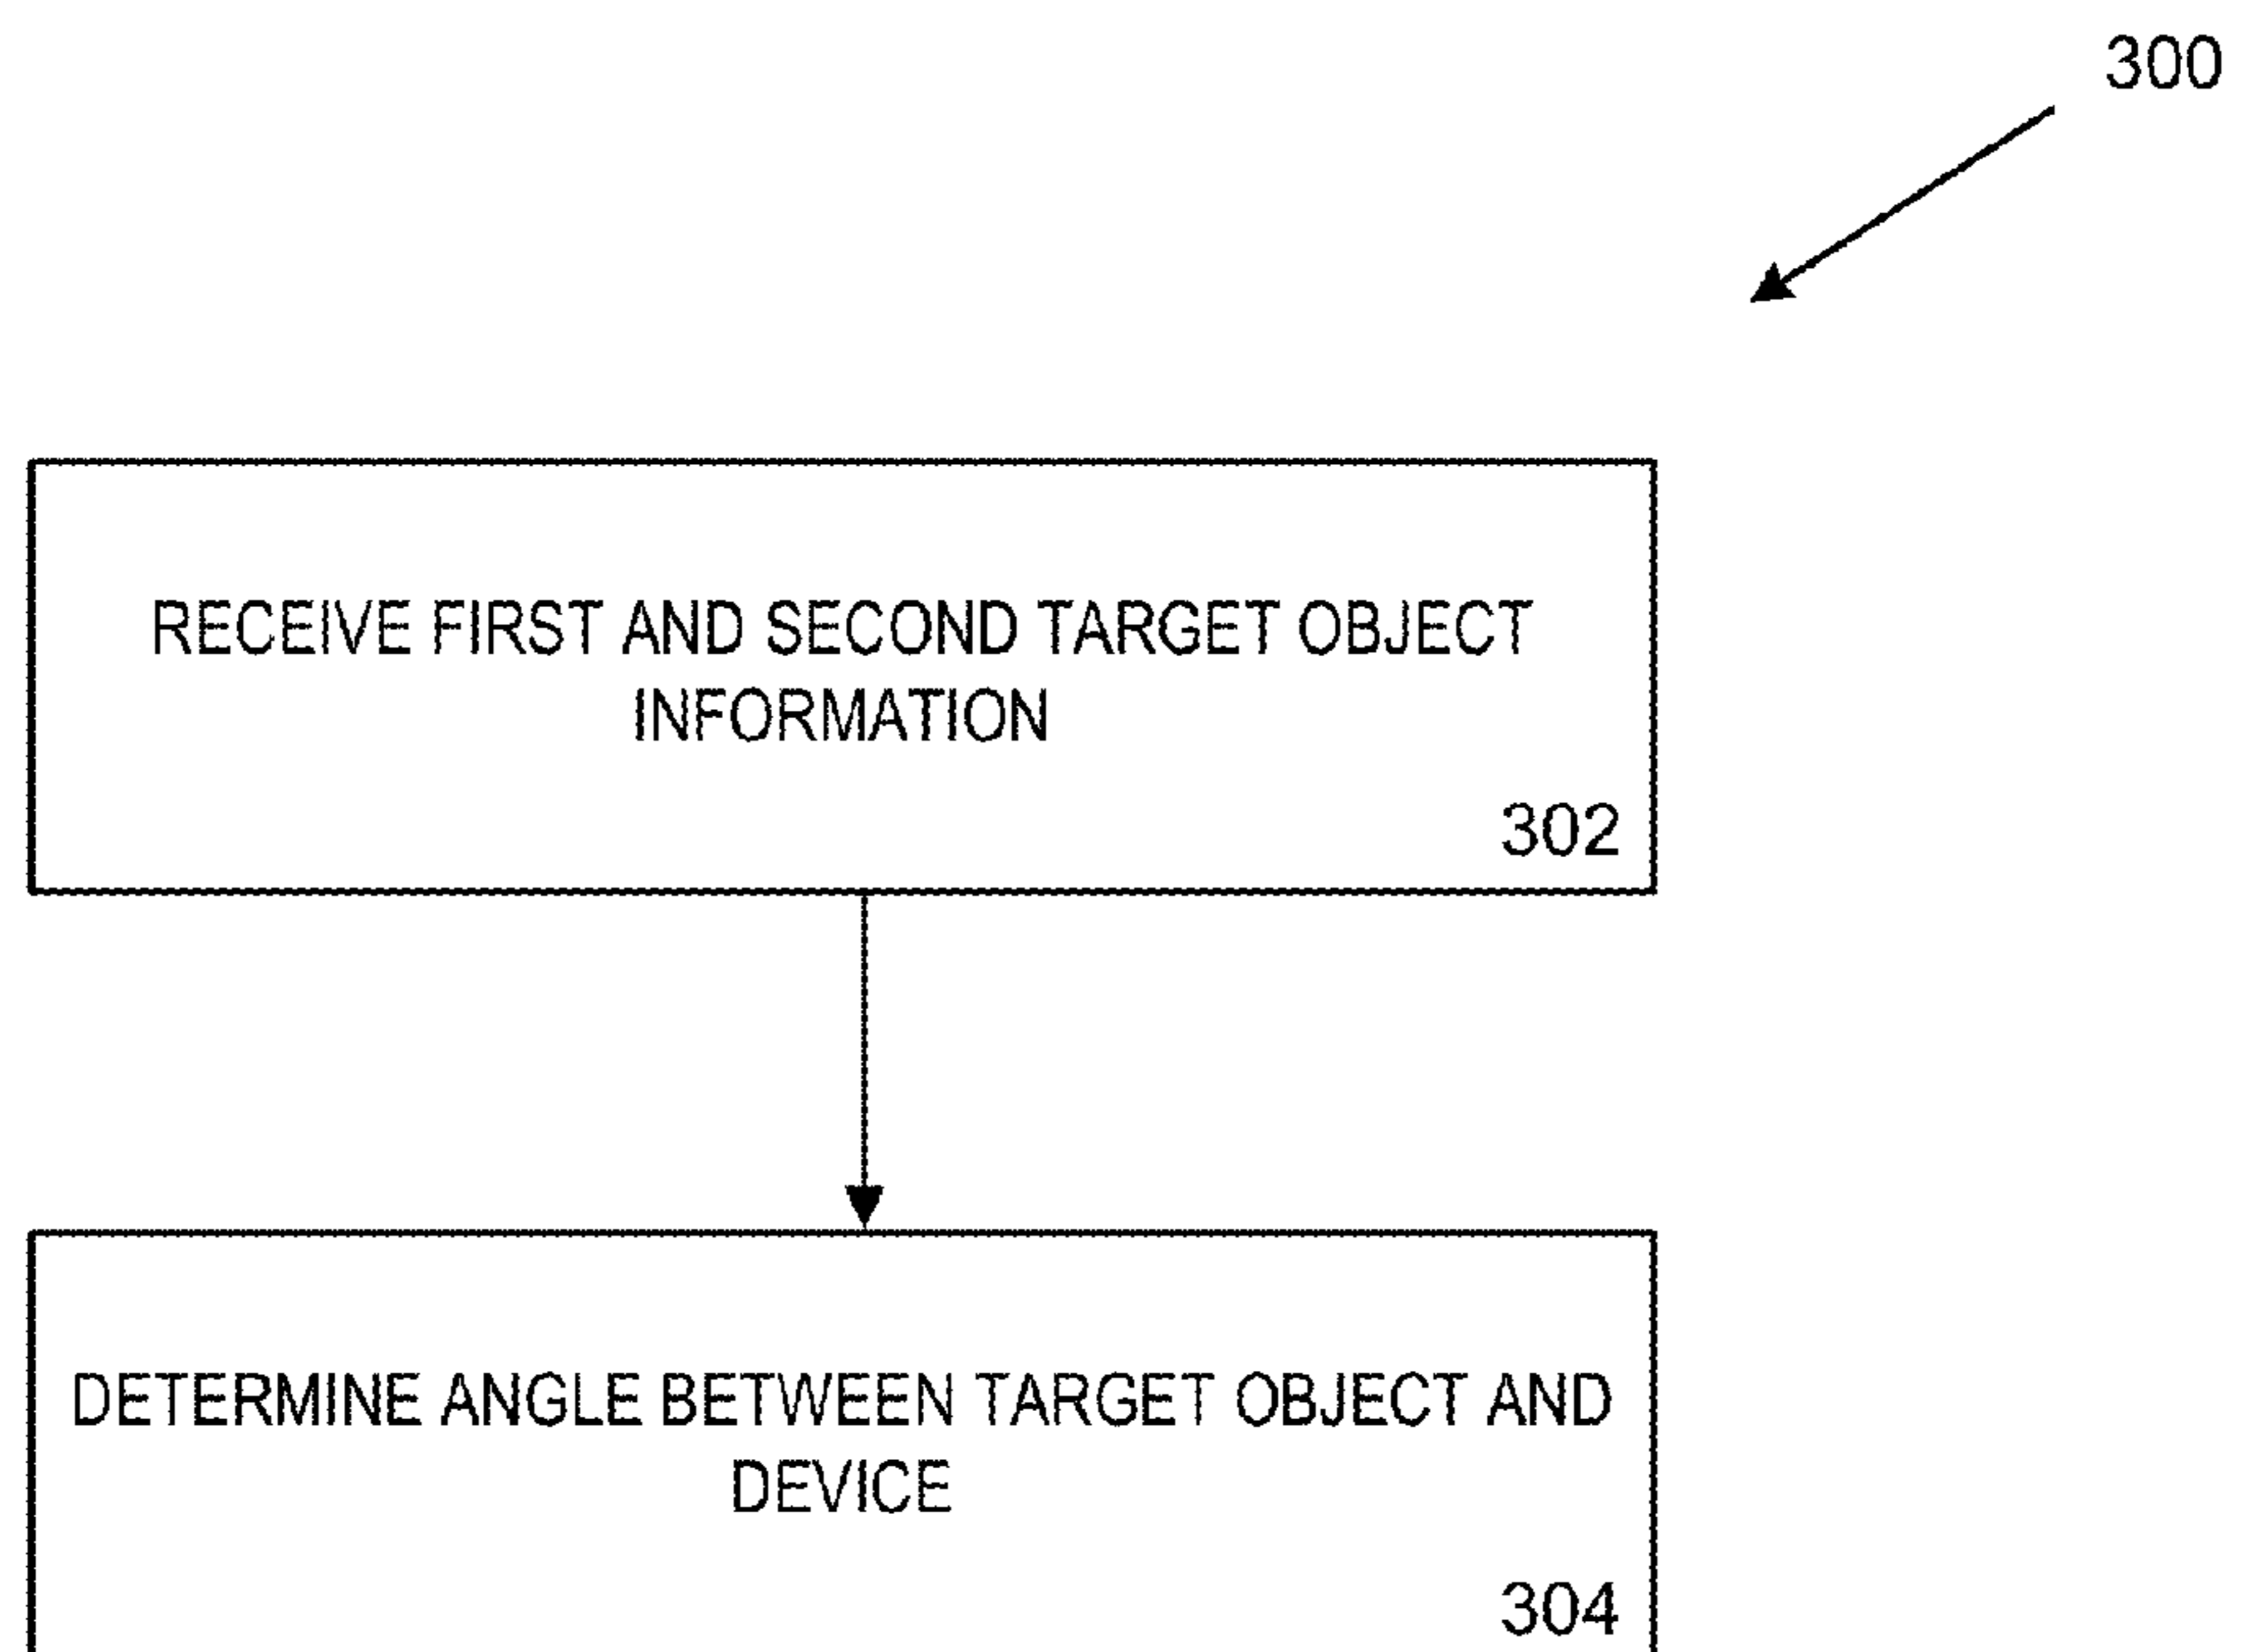 300
RECEIVE FIRST AND SECOND TARGET OBJECT
INFORMATION
302
DETERMINE ANGLE BETWEEN TARGET OBJECT AND
DEVICE
304